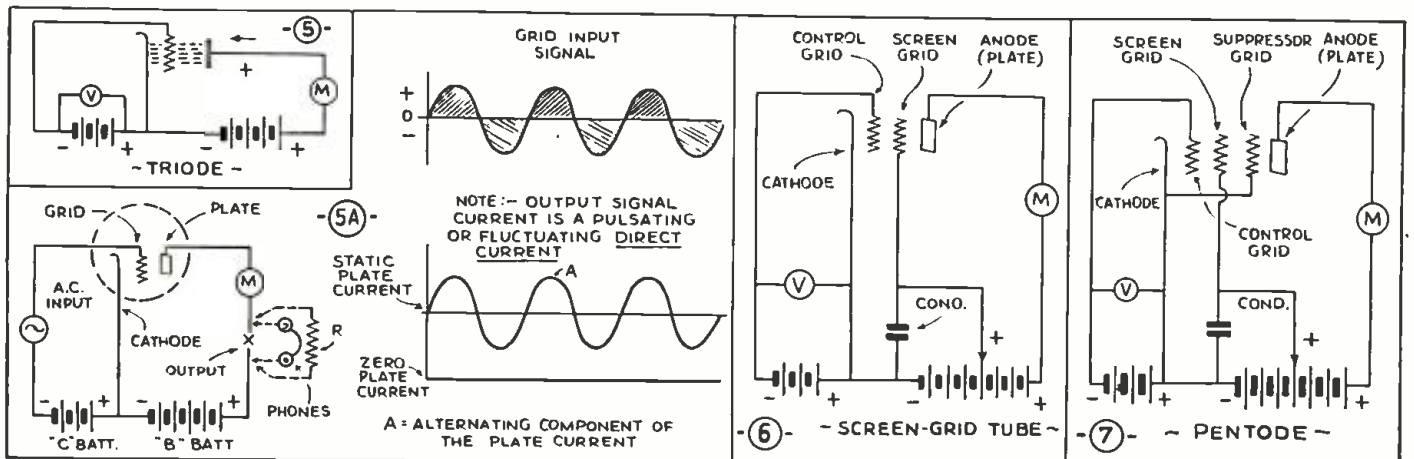 -5-
V
M
+
- + - +
~ TRIODE ~
GRID
PLATE
-5A-
M
A.C.
INPUT
CATHODE
OUTPUT
X
R
PHONES
- + - +
"C" BATT. "B" BATT
GRID INPUT
SIGNAL
+
0
-
NOTE:- OUTPUT SIGNAL
CURRENT IS A PULSATING
OR FLUCTUATING DIRECT
CURRENT
STATIC
PLATE
CURRENT
A
ZERO
PLATE
CURRENT
A = ALTERNATING COMPONENT OF
THE PLATE CURRENT
CONTROL
GRID
SCREEN
GRID
ANODE
(PLATE)
CATHODE
M
V
COND.
+
- + - +
-6- ~ SCREEN-GRID TUBE ~
SCREEN
GRID
SUPPRESSOR
GRID
ANODE
(PLATE)
CATHODE
CONTROL
GRID
M
V
COND.
+
- + - +
-7- ~ PENTODE ~